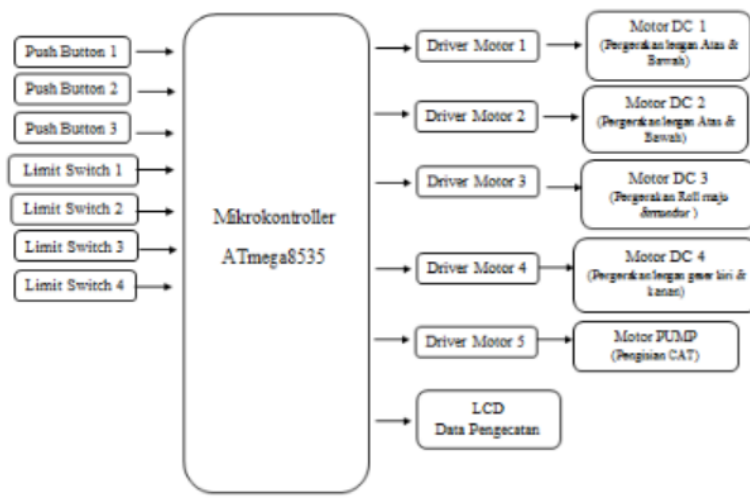 Push Button 1
Push Button 2
Push Button 3
Limit Switch 1
Limit Switch 2
Limit Switch 3
Limit Switch 4
Mikrokontroller
ATmega8535
Driver Motor 1
Driver Motor 2
Driver Motor 3
Driver Motor 4
Driver Motor 5
LCD
Data Pengecatan
Motor DC 1
(Pergerakan lengan Atas &
Bawah)
Motor DC 2
(Pergerakan lengan Atas &
Bawah)
Motor DC 3
(Pergerakan Roll maju
&mundur )
Motor DC 4
(Pergerakan lengan geser kiri &
kanan)
Motor PUMP
(Pengisian CAT)